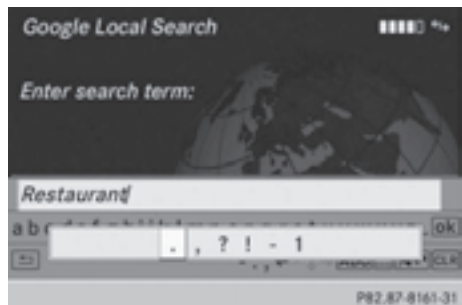 Google Local Search
Enter search term:
Restaurant
ok
. , ? ! - 1
CLR
P82.87-8161-31